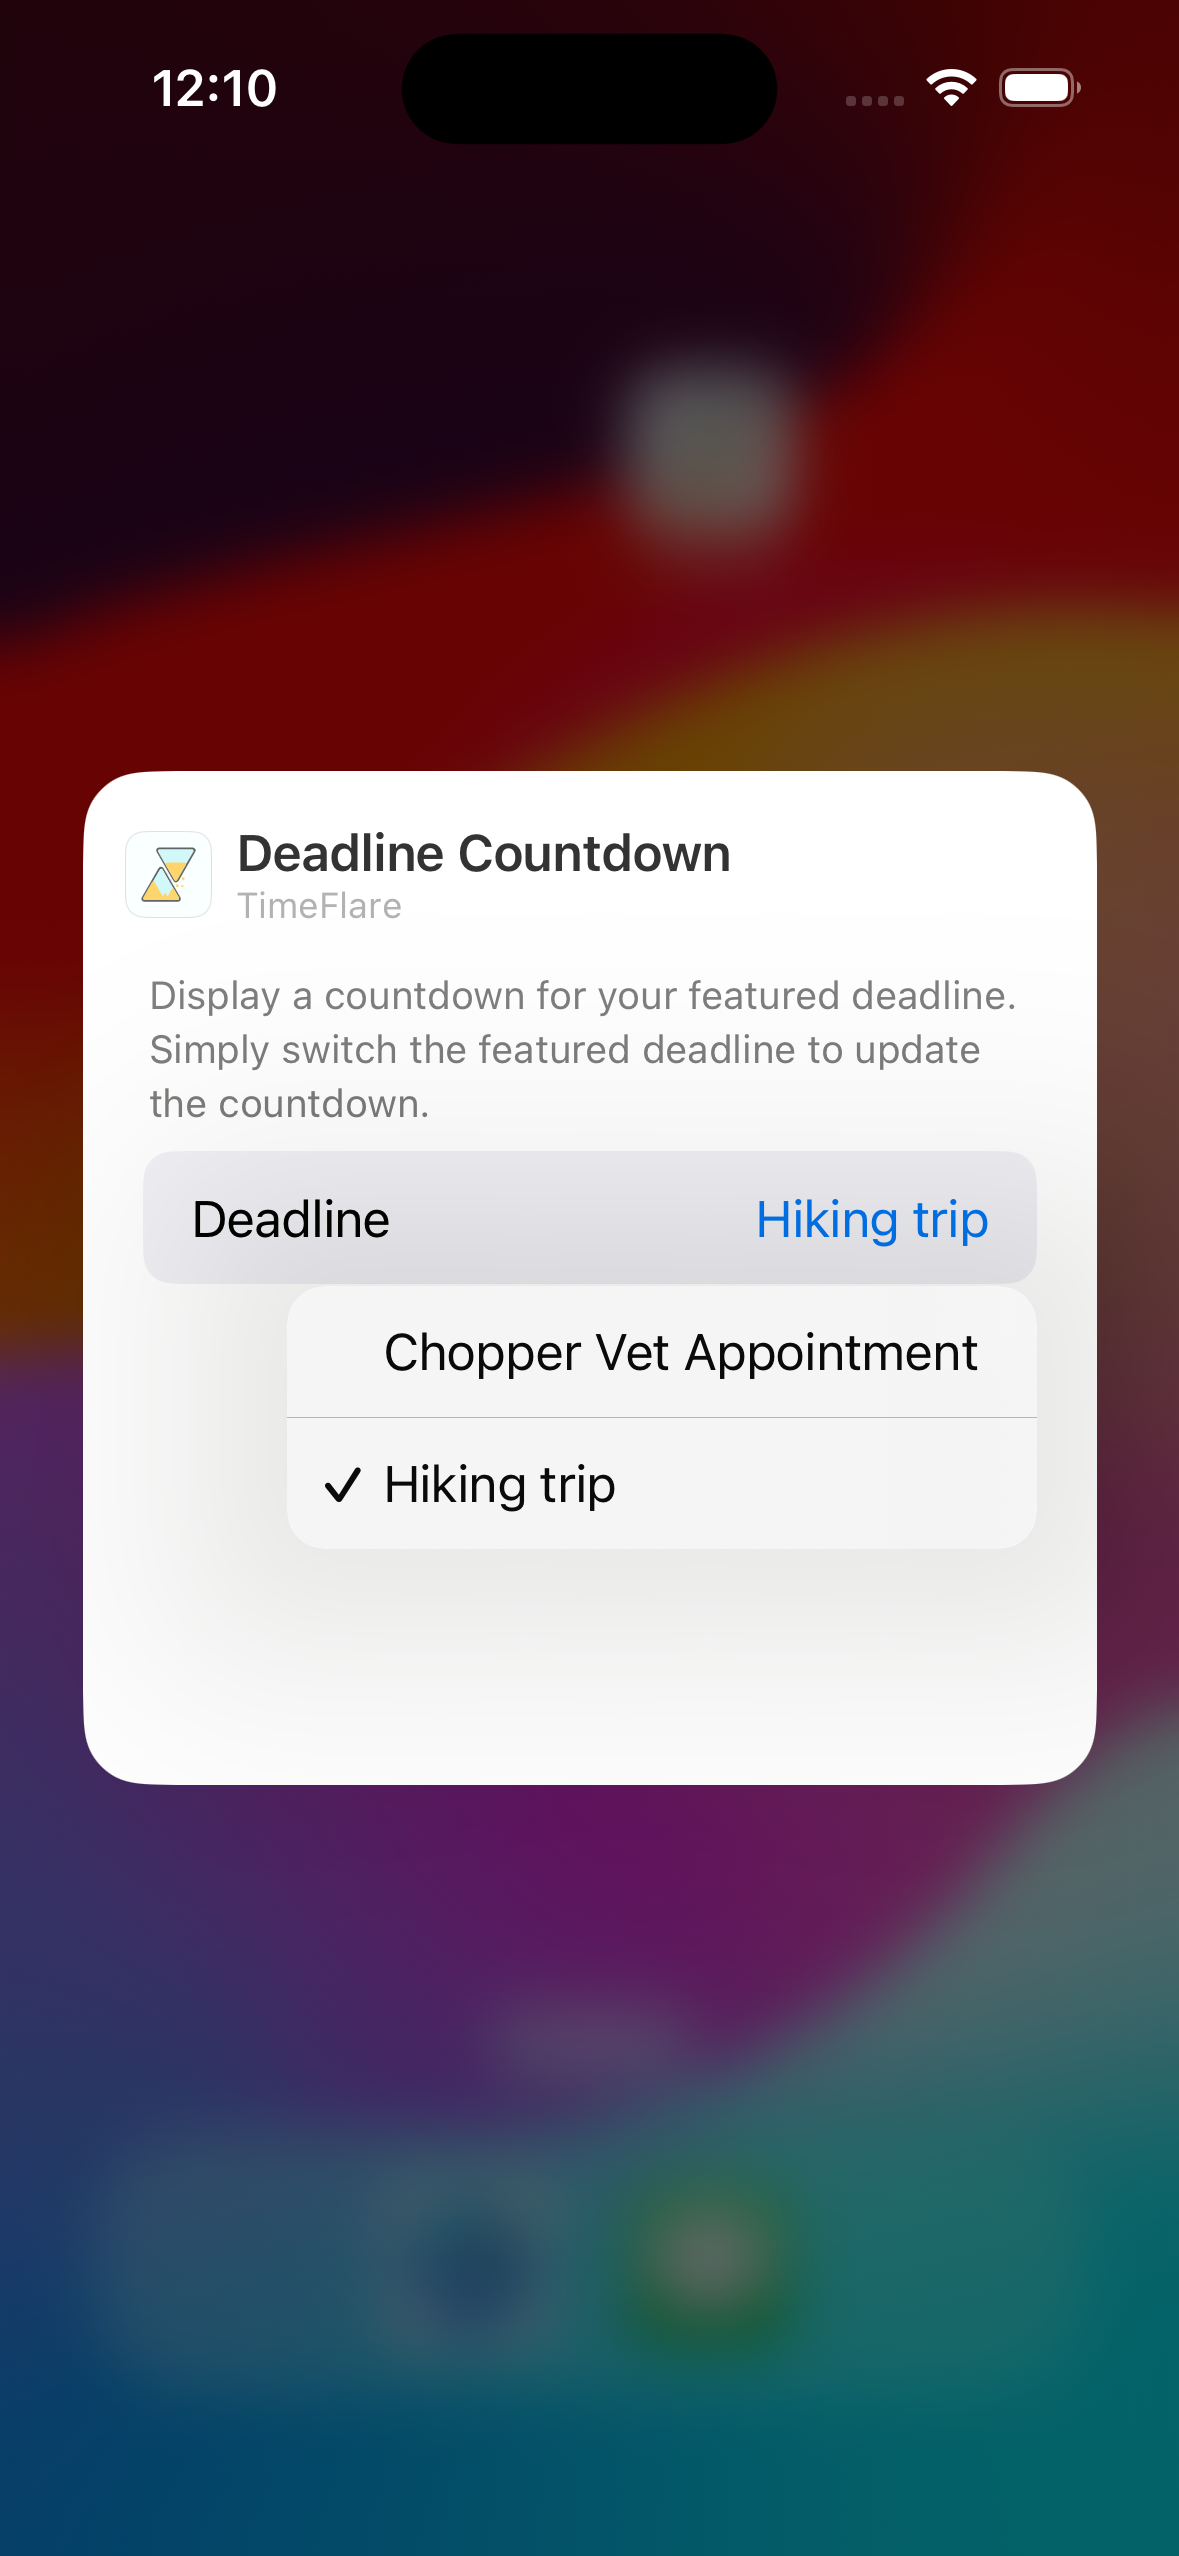 12:10
Deadline Countdown
TimeFlare
Display a countdown for your featured deadline.
Simply switch the featured deadline to update
the countdown.
Deadline Hiking trip
Chopper Vet Appointment
Hiking trip